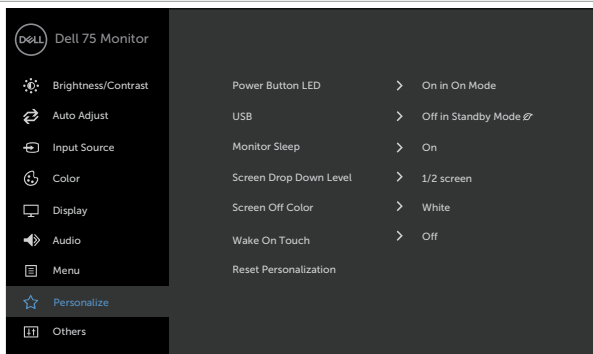 DELL Dell 75 Monitor
Brightness/Contrast
Auto Adjust
Input Source
Color
Display
Audio
Menu
Personalize
Others
Power Button LED > On in On Mode
USB > Off in Standby Mode
Monitor Sleep > On
Screen Drop Down Level > 1/2 screen
Screen Off Color > White
Wake On Touch > Off
Reset Personalization